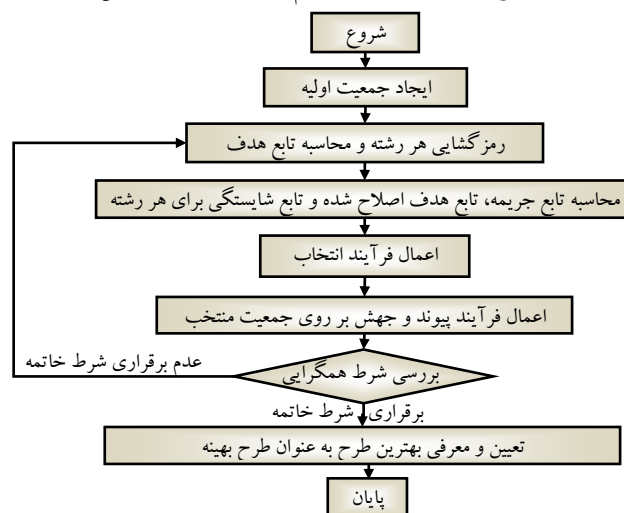 شروع
ایجاد جمعیت اولیه
رمزگشایی هر رشته و محاسبه تابع هدف
محاسبه تابع جریمه، تابع هدف اصلاح شده و تابع شایستگی برای هر رشته
اعمال فرآیند انتخاب
اعمال فرآیند پیوند و جهش بر روی جمعیت منتخب
عدم برقراری شرط خاتمه
بررسی شرط همگرایی
برقراری شرط خاتمه
تعیین و معرفی بهترین طرح به عنوان طرح بهینه
پایان